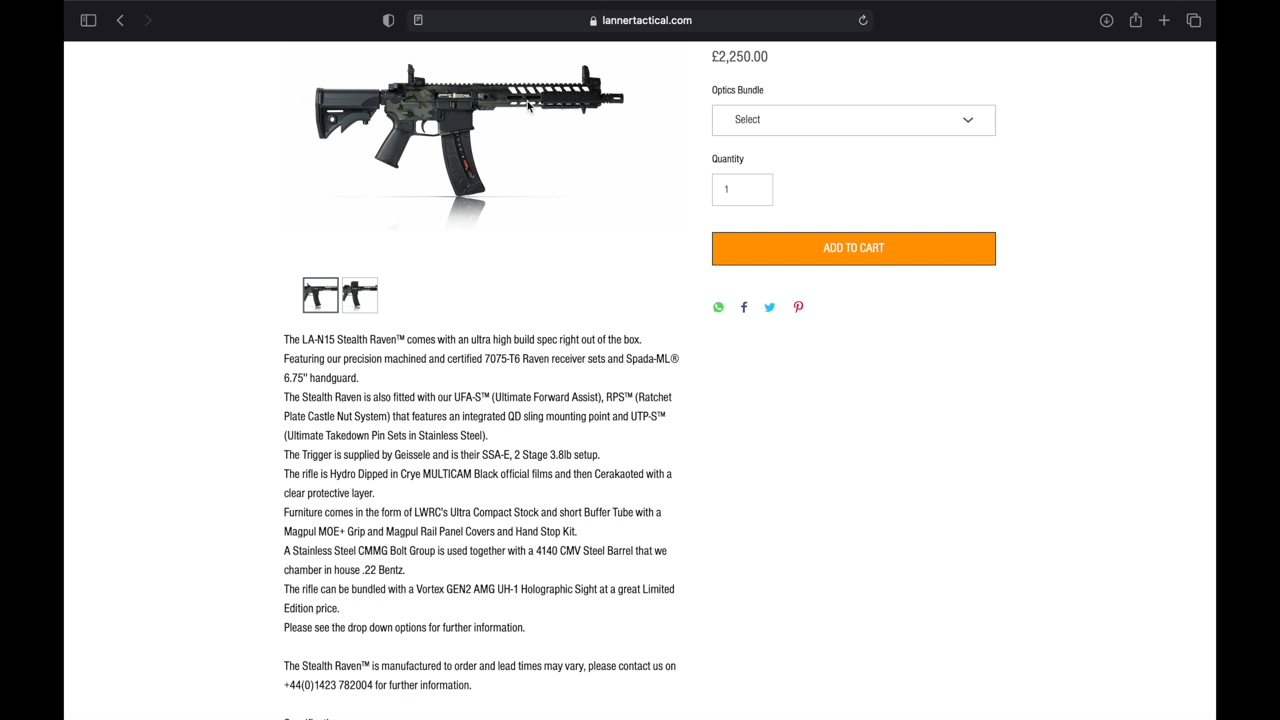 lannertactical.com
£2,250.00
Optics Bundle
Select
Quantity
1
ADD TO CART
The LA-N15 Stealth Raven™ comes with an ultra high build spec right out of the box.
Featuring our precision machined and certified 7075-T6 Raven receiver sets and Spada-ML®
6.75" handguard.
The Stealth Raven is also fitted with our UFA-S™ (Ultimate Forward Assist), RPS™ (Ratchet
Plate Castle Nut System) that features an integrated QD sling mounting point and UTP-S™
(Ultimate Takedown Pin Sets in Stainless Steel).
The Trigger is supplied by Geissele and is their SSA-E, 2 Stage 3.8lb setup.
The rifle is Hydro Dipped in Crye MULTICAM Black official films and then Cerakaoted with a
clear protective layer.
Furniture comes in the form of LWRC's Ultra Compact Stock and short Buffer Tube with a
Magpul MOE+ Grip and Magpul Rail Panel Covers and Hand Stop Kit.
A Stainless Steel CMMG Bolt Group is used together with a 4140 CMV Steel Barrel that we
chamber in house .22 Bentz.
The rifle can be bundled with a Vortex GEN2 AMG UH-1 Holographic Sight at a great Limited
Edition price.
Please see the drop down options for further information.
The Stealth Raven™ is manufactured to order and lead times may vary, please contact us on
+44(0)1423 782004 for further information.